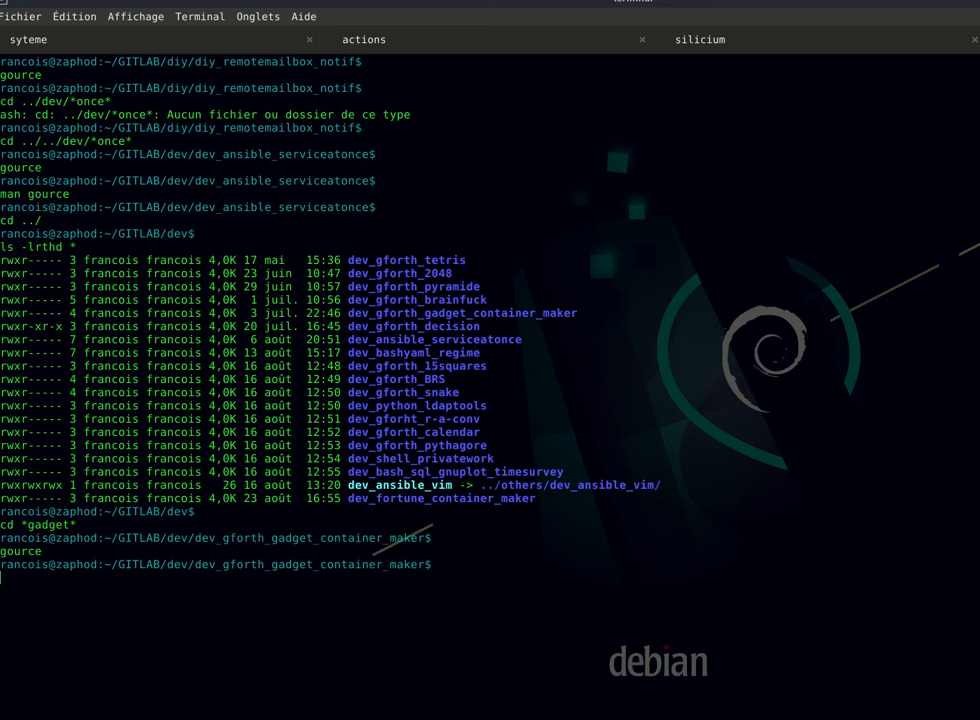 Terminal
Fichier Édition Affichage Terminal Onglets Aide
syteme × actions × silicium ×
rancois@zaphod:~/GITLAB/diy/diy_remotemailbox_notif$
gource
rancois@zaphod:~/GITLAB/diy/diy_remotemailbox_notif$
cd ../dev/*once*
ash: cd: ../dev/*once*: Aucun fichier ou dossier de ce type
rancois@zaphod:~/GITLAB/diy/diy_remotemailbox_notif$
cd ../../dev/*once*
rancois@zaphod:~/GITLAB/dev/dev_ansible_serviceatonce$
gource
rancois@zaphod:~/GITLAB/dev/dev_ansible_serviceatonce$
man gource
rancois@zaphod:~/GITLAB/dev/dev_ansible_serviceatonce$
cd ../
rancois@zaphod:~/GITLAB/dev$
ls -lrthd *
rwxr----- 3 francois francois 4,0K 17 mai   15:36 dev_gforth_tetris
rwxr----- 3 francois francois 4,0K 23 juin  10:47 dev_gforth_2048
rwxr----- 3 francois francois 4,0K 29 juin  10:57 dev_gforth_pyramide
rwxr----- 5 francois francois 4,0K  1 juil. 10:56 dev_gforth_brainfuck
rwxr----- 4 francois francois 4,0K  3 juil. 22:46 dev_gforth_gadget_container_maker
rwxr-xr-x 3 francois francois 4,0K 20 juil. 16:45 dev_gforth_decision
rwxr----- 7 francois francois 4,0K  6 août  20:51 dev_ansible_serviceatonce
rwxr----- 7 francois francois 4,0K 13 août  15:17 dev_bashyaml_regime
rwxr----- 3 francois francois 4,0K 16 août  12:48 dev_gforth_15squares
rwxr----- 4 francois francois 4,0K 16 août  12:49 dev_gforth_BRS
rwxr----- 4 francois francois 4,0K 16 août  12:50 dev_gforth_snake
rwxr----- 3 francois francois 4,0K 16 août  12:50 dev_python_ldaptools
rwxr----- 3 francois francois 4,0K 16 août  12:51 dev_gforht_r-a-conv
rwxr----- 3 francois francois 4,0K 16 août  12:52 dev_gforth_calendar
rwxr----- 3 francois francois 4,0K 16 août  12:53 dev_gforth_pythagore
rwxr----- 3 francois francois 4,0K 16 août  12:54 dev_shell_privatework
rwxr----- 3 francois francois 4,0K 16 août  12:55 dev_bash_sql_gnuplot_timesurvey
rwxrwxrwx 1 francois francois   26 16 août  13:20 dev_ansible_vim -> ../others/dev_ansible_vim/
rwxr----- 4 francois francois 4,0K 23 août  16:55 dev_fortune_container_maker
rancois@zaphod:~/GITLAB/dev$
cd *gadget*
rancois@zaphod:~/GITLAB/dev/dev_gforth_gadget_container_maker$
gource
rancois@zaphod:~/GITLAB/dev/dev_gforth_gadget_container_maker$
debian